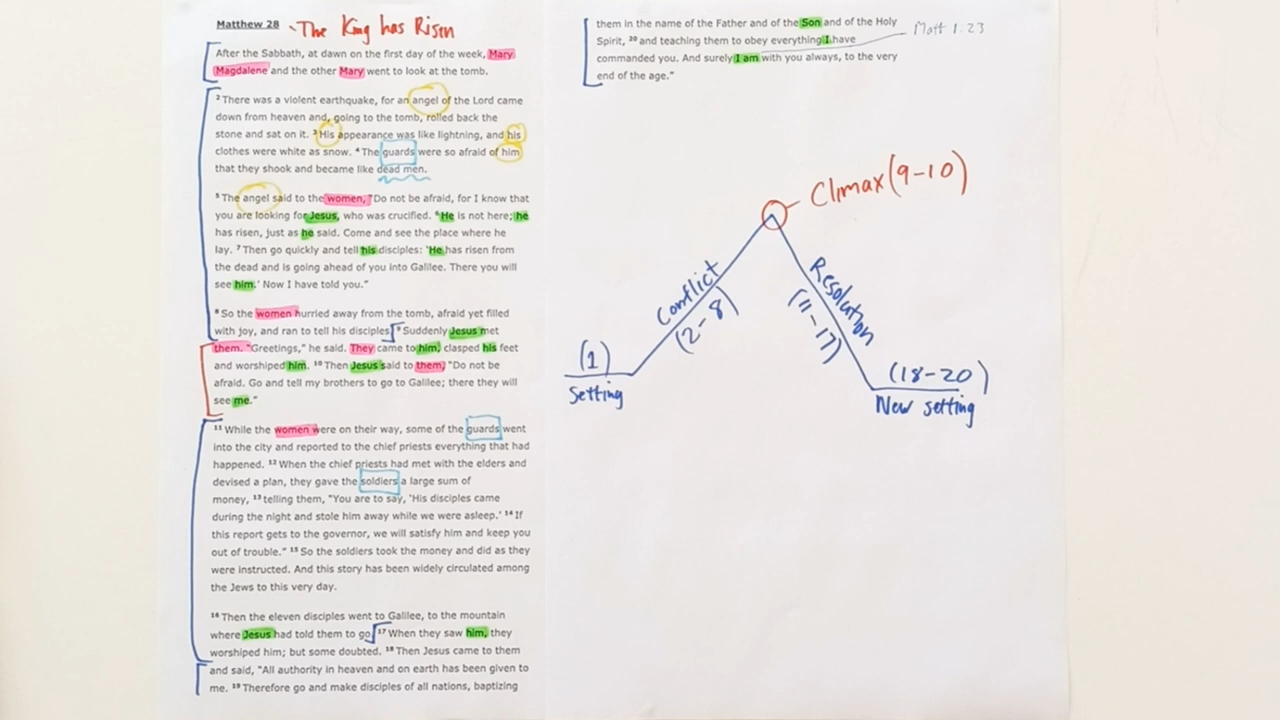 Matthew 28 - The King has Risen
After the Sabbath, at dawn on the first day of the week, Mary
Magdalene and the other Mary went to look at the tomb.
² There was a violent earthquake, for an angel of the Lord came
down from heaven and, going to the tomb, rolled back the
stone and sat on it. ³ His appearance was like lightning, and his
clothes were white as snow. ⁴ The guards were so afraid of him
that they shook and became like dead men.
⁵ The angel said to the women, "Do not be afraid, for I know that
you are looking for Jesus, who was crucified. ⁶ He is not here; he
has risen, just as he said. Come and see the place where he
lay. ⁷ Then go quickly and tell his disciples: 'He has risen from
the dead and is going ahead of you into Galilee. There you will
see him.' Now I have told you."
⁸ So the women hurried away from the tomb, afraid yet filled
with joy, and ran to tell his disciples. ⁹ Suddenly Jesus met
them. "Greetings," he said. They came to him, clasped his feet
and worshiped him. ¹⁰ Then Jesus said to them, "Do not be
afraid. Go and tell my brothers to go to Galilee; there they will
see me."
¹¹ While the women were on their way, some of the guards went
into the city and reported to the chief priests everything that had
happened. ¹² When the chief priests had met with the elders and
devised a plan, they gave the soldiers a large sum of
money, ¹³ telling them, "You are to say, 'His disciples came
during the night and stole him away while we were asleep.' ¹⁴ If
this report gets to the governor, we will satisfy him and keep you
out of trouble." ¹⁵ So the soldiers took the money and did as they
were instructed. And this story has been widely circulated among
the Jews to this very day.
¹⁶ Then the eleven disciples went to Galilee, to the mountain
where Jesus had told them to go. ¹⁷ When they saw him, they
worshiped him; but some doubted. ¹⁸ Then Jesus came to them
and said, "All authority in heaven and on earth has been given to
me. ¹⁹ Therefore go and make disciples of all nations, baptizing
them in the name of the Father and of the Son and of the Holy
Spirit, ²⁰ and teaching them to obey everything I have
commanded you. And surely I am with you always, to the very
end of the age."
Matt 1:23
Climax (9-10)
Conflict
(2-8)
Resolution
(11-17)
(1)
Setting
(18-20)
New setting